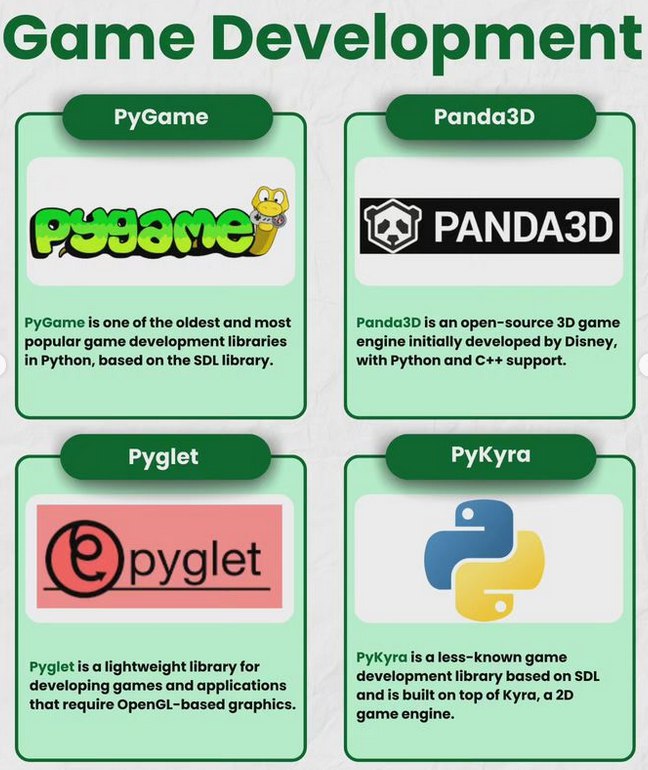 Game Development
PyGame
pygame
PyGame is one of the oldest and most
popular game development libraries
in Python, based on the SDL library.
Panda3D
PANDA3D
Panda3D is an open-source 3D game
engine initially developed by Disney,
with Python and C++ support.
Pyglet
pyglet
Pyglet is a lightweight library for
developing games and applications
that require OpenGL-based graphics.
PyKyra
PyKyra is a less-known game
development library based on SDL
and is built on top of Kyra, a 2D
game engine.